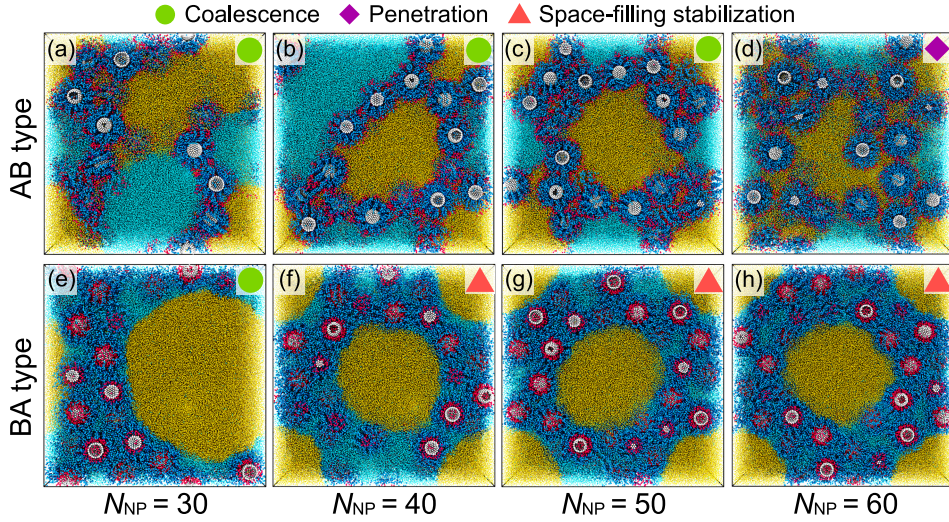 Coalescence Penetration Space-filling stabilization
(a) (b) (c) (d)
AB type
(e) (f) (g) (h)
BA type
NNP = 30 NNP = 40 NNP = 50 NNP = 60